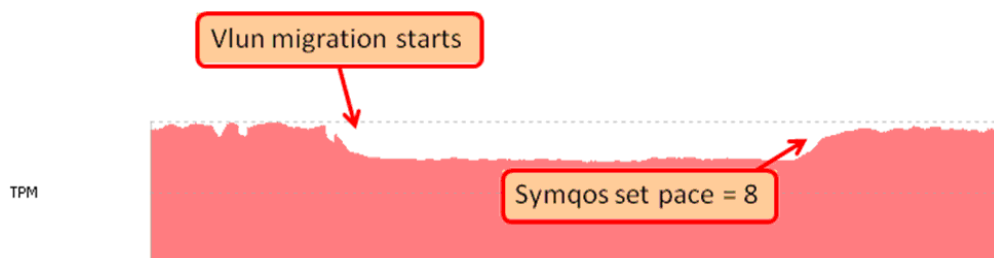 Vlun migration starts
TPM
Symqos set pace = 8